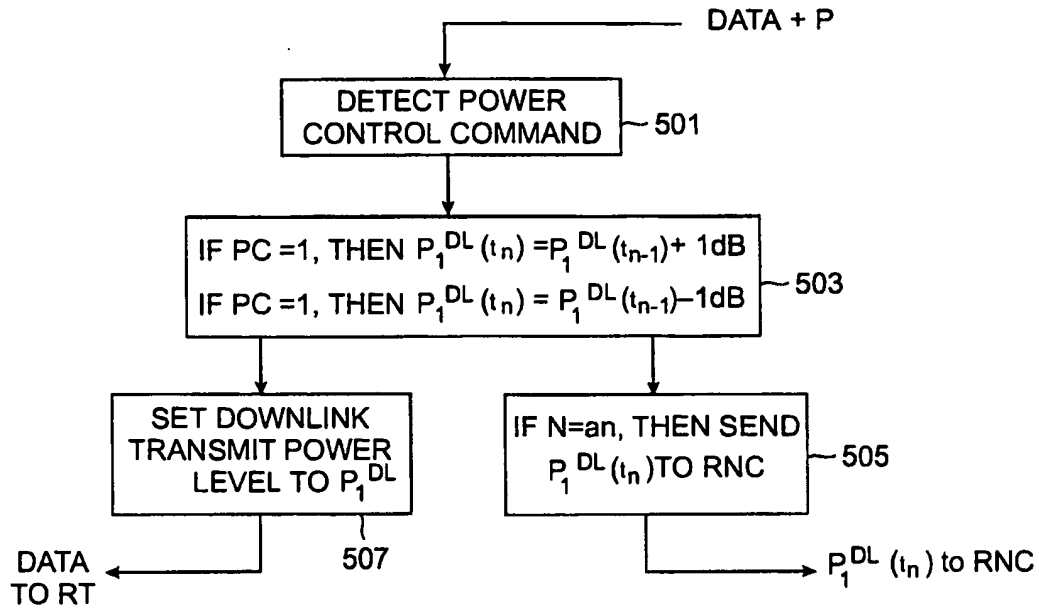 DATA + P
DETECT POWER
CONTROL COMMAND
501
IF PC =1, THEN P₁ᴰᴸ (tₙ) =P₁ᴰᴸ (tₙ₋₁)+ 1dB
IF PC =1, THEN P₁ᴰᴸ (tₙ) = P₁ᴰᴸ (tₙ₋₁)–1dB
503
SET DOWNLINK
TRANSMIT POWER
LEVEL TO P₁ᴰᴸ
507
IF N=an, THEN SEND
P₁ᴰᴸ (tₙ) TO RNC
505
DATA
TO RT
P₁ᴰᴸ (tₙ) to RNC